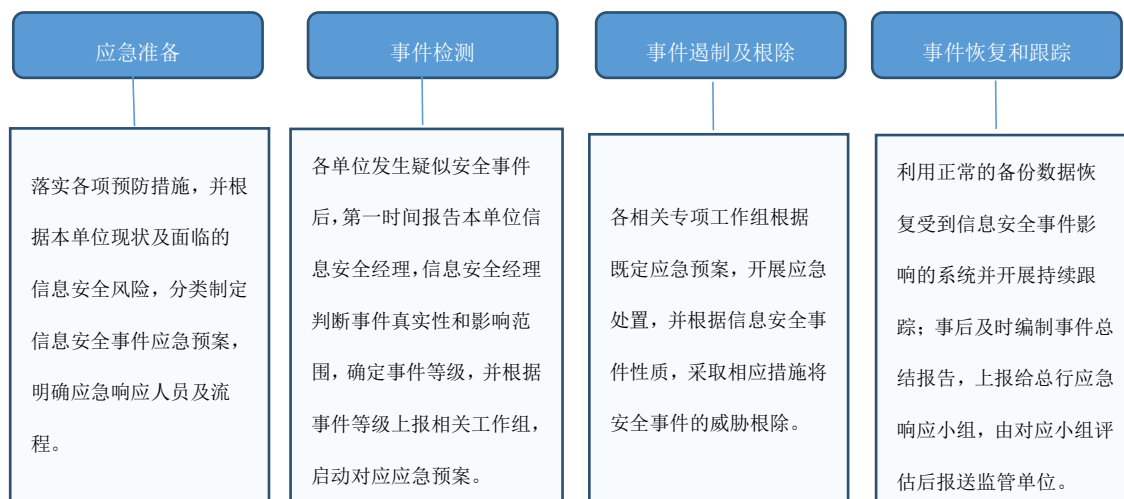 应急准备
落实各项预防措施，并根
据本单位现状及面临的
信息安全风险，分类制定
信息安全事件应急预案，
明确应急响应人员及流
程。
事件检测
各单位发生疑似安全事件
后，第一时间报告本单位信
息安全经理，信息安全经理
判断事件真实性和影响范
围，确定事件等级，并根据
事件等级上报相关工作组，
启动对应应急预案。
事件遏制及根除
各相关专项工作组根据
既定应急预案，开展应急
处置，并根据信息安全事
件性质，采取相应措施将
安全事件的威胁根除。
事件恢复和跟踪
利用正常的备份数据恢
复受到信息安全事件影
响的系统并开展持续跟
踪；事后及时编制事件总
结报告，上报给总行应急
响应小组，由对应小组评
估后报送监管单位。